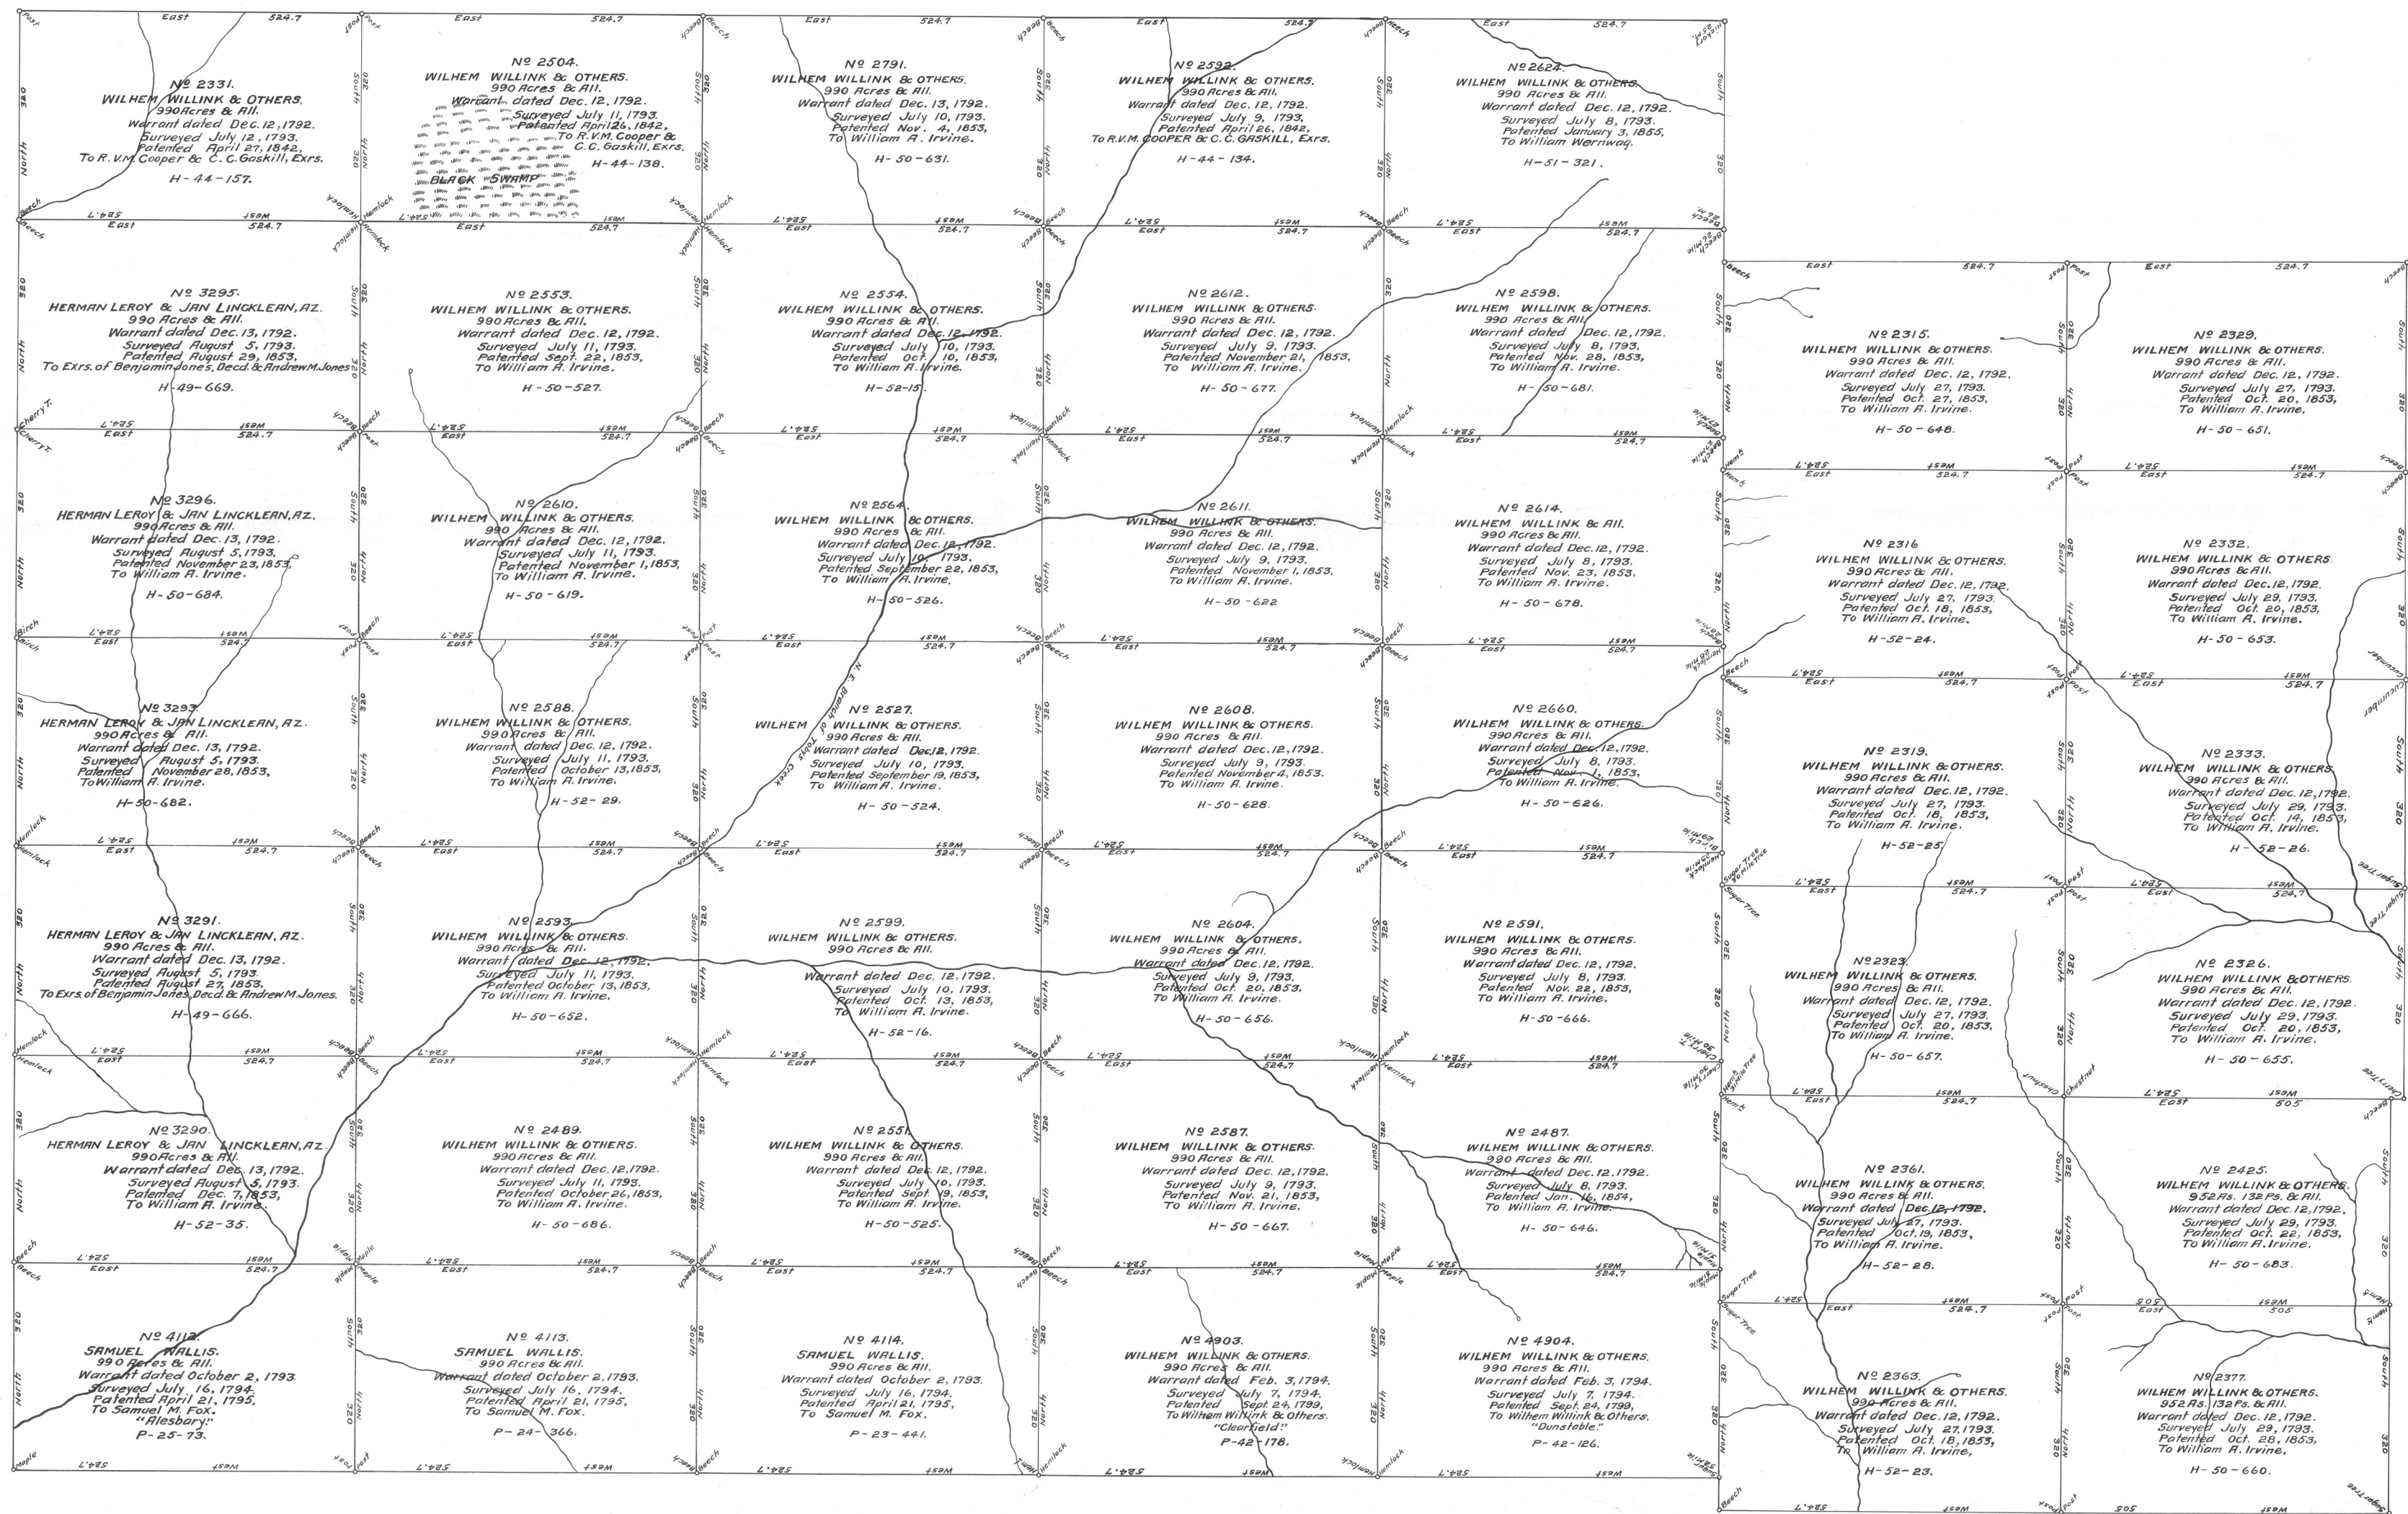 Nº 2331.
WILHEM WILLINK & OTHERS.
990 Acres & All.
Warrant dated Dec. 12, 1792.
Surveyed July 12, 1793.
Patented April 27, 1842,
To R.V.M. Cooper & C.C. Gaskill, Exrs.
H-44-157.
Nº 2504.
WILHEM WILLINK & OTHERS.
990 Acres & All.
Warrant dated Dec. 12, 1792.
Surveyed July 11, 1793.
Patented April 26, 1842,
To R.V.M. Cooper &
C.C. Gaskill, Exrs.
H-44-138.
BLACK SWAMP
Nº 2791.
WILHEM WILLINK & OTHERS.
990 Acres & All.
Warrant dated Dec. 13, 1792.
Surveyed July 10, 1793.
Patented Nov. 4, 1853,
To William A. Irvine.
H-50-631.
Nº 2592.
WILHEM WILLINK & OTHERS.
990 Acres & All.
Warrant dated Dec. 12, 1792.
Surveyed July 9, 1793.
Patented April 26, 1842,
To R.V.M. COOPER & C.C. GASKILL, Exrs.
H-44-134.
Nº 2624.
WILHEM WILLINK & OTHERS.
990 Acres & All.
Warrant dated Dec. 12, 1792.
Surveyed July 8, 1793.
Patented January 3, 1855,
To William Wernwag.
H-51-321.
Nº 3295.
HERMAN LEROY & JAN LINCKLEAN, AZ.
990 Acres & All.
Warrant dated Dec. 13, 1792.
Surveyed August 5, 1793.
Patented August 29, 1853,
To Exrs. of Benjamin Jones, Decd. & Andrew M. Jones
H-49-669.
Nº 2553.
WILHEM WILLINK & OTHERS.
990 Acres & All.
Warrant dated Dec. 12, 1792.
Surveyed July 11, 1793.
Patented Sept. 22, 1853,
To William A. Irvine.
H-50-527.
Nº 2554.
WILHEM WILLINK & OTHERS.
990 Acres & All.
Warrant dated Dec. 12, 1792.
Surveyed July 10, 1793.
Patented Oct. 10, 1853,
To William A. Irvine.
H-52-15.
Nº 2612.
WILHEM WILLINK & OTHERS.
990 Acres & All.
Warrant dated Dec. 12, 1792.
Surveyed July 9, 1793.
Patented November 21, 1853,
To William A. Irvine.
H-50-677.
Nº 2598.
WILHEM WILLINK & OTHERS.
990 Acres & All.
Warrant dated Dec. 12, 1792.
Surveyed July 8, 1793.
Patented Nov. 28, 1853,
To William A. Irvine.
H-50-681.
Nº 2315.
WILHEM WILLINK & OTHERS.
990 Acres & All.
Warrant dated Dec. 12, 1792.
Surveyed July 27, 1793.
Patented Oct. 27, 1853,
To William A. Irvine.
H-50-648.
Nº 2329.
WILHEM WILLINK & OTHERS.
990 Acres & All.
Warrant dated Dec. 12, 1792.
Surveyed July 27, 1793.
Patented Oct. 20, 1853,
To William A. Irvine.
H-50-651.
Nº 3296.
HERMAN LEROY & JAN LINCKLEAN, AZ.
990 Acres & All.
Warrant dated Dec. 13, 1792.
Surveyed August 5, 1793.
Patented November 23, 1853,
To William A. Irvine.
H-50-684.
Nº 2610.
WILHEM WILLINK & OTHERS.
990 Acres & All.
Warrant dated Dec. 12, 1792.
Surveyed July 11, 1793.
Patented November 1, 1853,
To William A. Irvine.
H-50-619.
Nº 2564.
WILHEM WILLINK & OTHERS.
990 Acres & All.
Warrant dated Dec. 12, 1792.
Surveyed July 10, 1793.
Patented September 22, 1853,
To William A. Irvine.
H-50-526.
Nº 2611.
WILHEM WILLINK & OTHERS.
990 Acres & All.
Warrant dated Dec. 12, 1792.
Surveyed July 9, 1793.
Patented November 1, 1853,
To William A. Irvine.
H-50-622
Nº 2614.
WILHEM WILLINK & All.
990 Acres & All.
Warrant dated Dec. 12, 1792.
Surveyed July 8, 1793.
Patented Nov. 23, 1853,
To William A. Irvine.
H-50-678.
Nº 2316
WILHEM WILLINK & OTHERS.
990 Acres & All.
Warrant dated Dec. 12, 1792.
Surveyed July 27, 1793.
Patented Oct. 18, 1853,
To William A. Irvine.
H-52-24.
Nº 2332.
WILHEM WILLINK & OTHERS.
990 Acres & All.
Warrant dated Dec. 12, 1792.
Surveyed July 29, 1793.
Patented Oct. 20, 1853,
To William A. Irvine.
H-50-653.
Nº 3293.
HERMAN LEROY & JAN LINCKLEAN, AZ.
990 Acres & All.
Warrant dated Dec. 13, 1792.
Surveyed August 5, 1793.
Patented November 28, 1853,
To William A. Irvine.
H-50-682.
Nº 2588.
WILHEM WILLINK & OTHERS.
990 Acres & All.
Warrant dated Dec. 12, 1792.
Surveyed July 11, 1793.
Patented October 13, 1853,
To William A. Irvine.
H-52-29.
N.E. Branch of Tobys Creek
Nº 2527.
WILHEM WILLINK & OTHERS.
990 Acres & All.
Warrant dated Dec. 12, 1792.
Surveyed July 10, 1793.
Patented September 19, 1853,
To William A. Irvine.
H-50-524.
Nº 2608.
WILHEM WILLINK & OTHERS.
990 Acres & All.
Warrant dated Dec. 12, 1792.
Surveyed July 9, 1793.
Patented November 4, 1853.
To William A. Irvine.
H-50-628.
Nº 2660.
WILHEM WILLINK & OTHERS.
990 Acres & All.
Warrant dated Dec. 12, 1792.
Surveyed July 8, 1793.
Patented Nov. 1, 1853,
To William A. Irvine.
H-50-626.
Nº 2319.
WILHEM WILLINK & OTHERS.
990 Acres & All.
Warrant dated Dec. 12, 1792.
Surveyed July 27, 1793.
Patented Oct. 18, 1853,
To William A. Irvine.
H-52-25.
Nº 2333.
WILHEM WILLINK & OTHERS.
990 Acres & All.
Warrant dated Dec. 12, 1792.
Surveyed July 29, 1793.
Patented Oct. 14, 1853,
To William A. Irvine.
H-52-26.
Nº 3291.
HERMAN LEROY & JAN LINCKLEAN, AZ.
990 Acres & All.
Warrant dated Dec. 13, 1792.
Surveyed August 5, 1793.
Patented August 27, 1853.
To Exrs. of Benjamin Jones, Decd. & Andrew M. Jones.
H-49-666.
Nº 2593.
WILHEM WILLINK & OTHERS.
990 Acres & All.
Warrant dated Dec. 12, 1792.
Surveyed July 11, 1793.
Patented October 13, 1853,
To William A. Irvine.
H-50-652.
Nº 2599.
WILHEM WILLINK & OTHERS.
990 Acres & All.
Warrant dated Dec. 12, 1792.
Surveyed July 10, 1793.
Patented Oct. 13, 1853,
To William A. Irvine.
H-52-16.
Nº 2604.
WILHEM WILLINK & OTHERS,
990 Acres & All.
Warrant dated Dec. 12, 1792.
Surveyed July 9, 1793,
Patented Oct. 20, 1853,
To William A. Irvine.
H-50-656.
Nº 2591.
WILHEM WILLINK & OTHERS.
990 Acres & All.
Warrant dated Dec. 12, 1792.
Surveyed July 8, 1793,
Patented Nov. 22, 1853,
To William A. Irvine.
H-50-666.
Nº 2323.
WILHEM WILLINK & OTHERS.
990 Acres & All.
Warrant dated Dec. 12, 1792.
Surveyed July 27, 1793.
Patented Oct. 20, 1853,
To William A. Irvine.
H-50-657.
Nº 2326.
WILHEM WILLINK & OTHERS.
990 Acres & All.
Warrant dated Dec. 12, 1792.
Surveyed July 29, 1793.
Patented Oct. 20, 1853,
To William A. Irvine.
H-50-655.
Nº 3290.
HERMAN LEROY & JAN LINCKLEAN, AZ.
990 Acres & All.
Warrant dated Dec. 13, 1792.
Surveyed August 5, 1793.
Patented Dec. 7, 1853,
To William A. Irvine.
H-52-35.
Nº 2489.
WILHEM WILLINK & OTHERS.
990 Acres & All.
Warrant dated Dec. 12, 1792.
Surveyed July 11, 1793.
Patented October 26, 1853,
To William A. Irvine.
H-50-686.
Nº 2551.
WILHEM WILLINK & OTHERS.
990 Acres & All.
Warrant dated Dec. 12, 1792.
Surveyed July 10, 1793.
Patented Sept. 19, 1853,
To William A. Irvine.
H-50-525.
Nº 2587.
WILHEM WILLINK & OTHERS
990 Acres & All.
Warrant dated Dec. 12, 1792.
Surveyed July 9, 1793.
Patented Nov. 21, 1853,
To William A. Irvine.
H-50-667.
Nº 2487.
WILHEM WILLINK & OTHERS.
990 Acres & All.
Warrant dated Dec. 12, 1792.
Surveyed July 8, 1793.
Patented Jan. 16, 1854,
To William A. Irvine.
H-50-646.
Nº 2361.
WILHEM WILLINK & OTHERS.
990 Acres & All.
Warrant dated Dec. 12, 1792.
Surveyed July 27, 1793.
Patented Oct. 19, 1853,
To William A. Irvine.
H-52-28.
Nº 2425.
WILHEM WILLINK & OTHERS.
952 As. 132 Ps. & All.
Warrant dated Dec. 12, 1792.
Surveyed July 29, 1793.
Patented Oct. 22, 1853,
To William A. Irvine.
H-50-683.
Nº 4112.
SAMUEL WALLIS.
990 Acres & All.
Warrant dated October 2, 1793
Surveyed July 16, 1794.
Patented April 21, 1795,
To Samuel M. Fox.
"Alesbary."
P-25-73.
Nº 4113.
SAMUEL WALLIS.
990 Acres & All.
Warrant dated October 2, 1793.
Surveyed July 16, 1794,
Patented April 21, 1795,
To Samuel M. Fox.
P-24-366.
Nº 4114.
SAMUEL WALLIS.
990 Acres & All.
Warrant dated October 2, 1793.
Surveyed July 16, 1794.
Patented April 21, 1795,
To Samuel M. Fox.
P-23-441.
Nº 4903.
WILHEM WILLINK & OTHERS.
990 Acres & All.
Warrant dated Feb. 3, 1794.
Surveyed July 7, 1794.
Patented Sept. 24, 1799,
To Wilhem Willink & Others.
"Clearfield."
P-42-178.
Nº 4904.
WILHEM WILLINK & OTHERS.
990 Acres & All.
Warrant dated Feb. 3, 1794.
Surveyed July 7, 1794.
Patented Sept. 24, 1799,
To Wilhem Willink & Others.
"Dunstable."
P-42-126.
Nº 2363.
WILHEM WILLINK & OTHERS
990 Acres & All.
Warrant dated Dec. 12, 1792.
Surveyed July 27, 1793.
Patented Oct. 18, 1853,
To William A. Irvine,
H-52-23.
Nº 2377.
WILHEM WILLINK & OTHERS.
952 As. 132 Ps. & All.
Warrant dated Dec. 12, 1792.
Surveyed July 29, 1793.
Patented Oct. 28, 1853,
To William A. Irvine,
H-50-660.